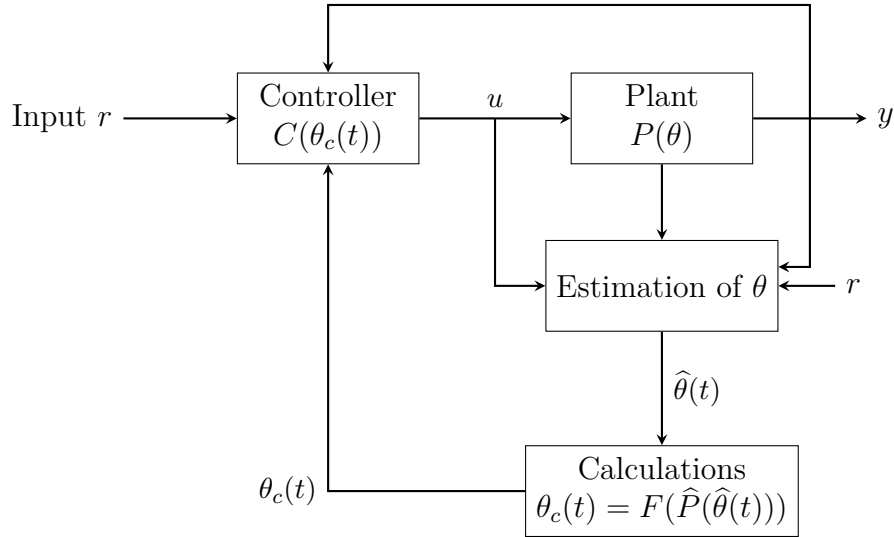 Input r
Controller
C(θ_c(t))
u
Plant
P(θ)
y
Estimation of θ
r
θ̂(t)
Calculations
θ_c(t) = F(P̂(θ̂(t)))
θ_c(t)